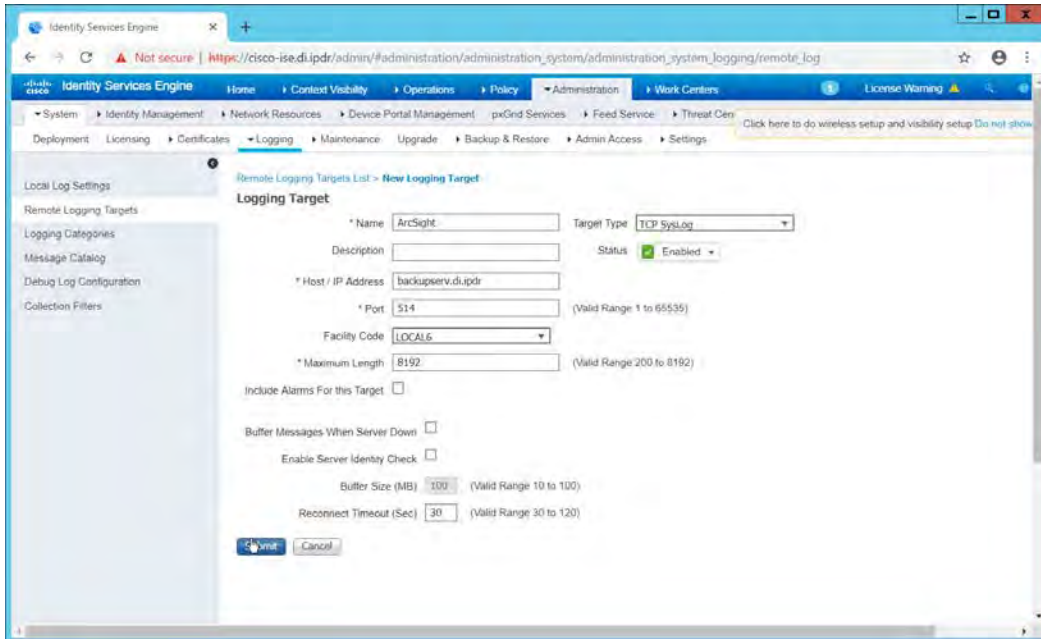 Identity Services Engine
Not secure | https://cisco-ise.di.ipdr/admin/#administration/administration_system/administration_system_logging/remote_log
cisco Identity Services Engine Home Context Visibility Operations Policy Administration Work Centers 1 License Warning
System Identity Management Network Resources Device Portal Management pxGrid Services Feed Service Threat Cen
Click here to do wireless setup and visibility setup Do not show
Deployment Licensing Certificates Logging Maintenance Upgrade Backup & Restore Admin Access Settings
Local Log Settings
Remote Logging Targets
Logging Categories
Message Catalog
Debug Log Configuration
Collection Filters
Remote Logging Targets List > New Logging Target
Logging Target
* Name ArcSight Target Type TCP SysLog
Description Status Enabled
* Host / IP Address backupserv.di.ipdr
* Port 514 (Valid Range 1 to 65535)
Facility Code LOCAL6
* Maximum Length 8192 (Valid Range 200 to 8192)
Include Alarms For this Target
Buffer Messages When Server Down
Enable Server Identity Check
Buffer Size (MB) 100 (Valid Range 10 to 100)
Reconnect Timeout (Sec) 30 (Valid Range 30 to 120)
Submit Cancel